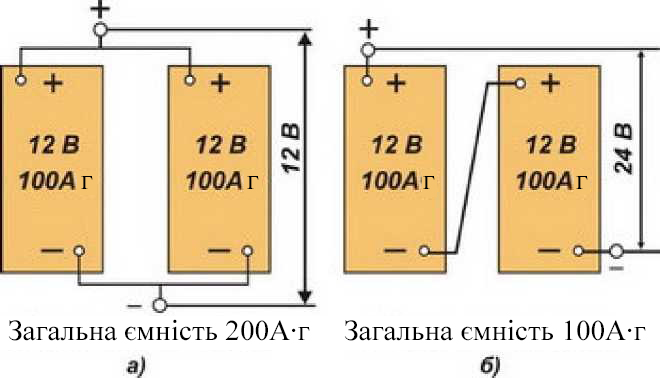 +
+
+
+
+
12 В
12 В
12 В
12 В
12 В
24 В
100А г
100А г
100А г
100А г
–
–
–
–
–
–
Загальна ємність 200А·г
Загальна ємність 100А·г
а)
б)